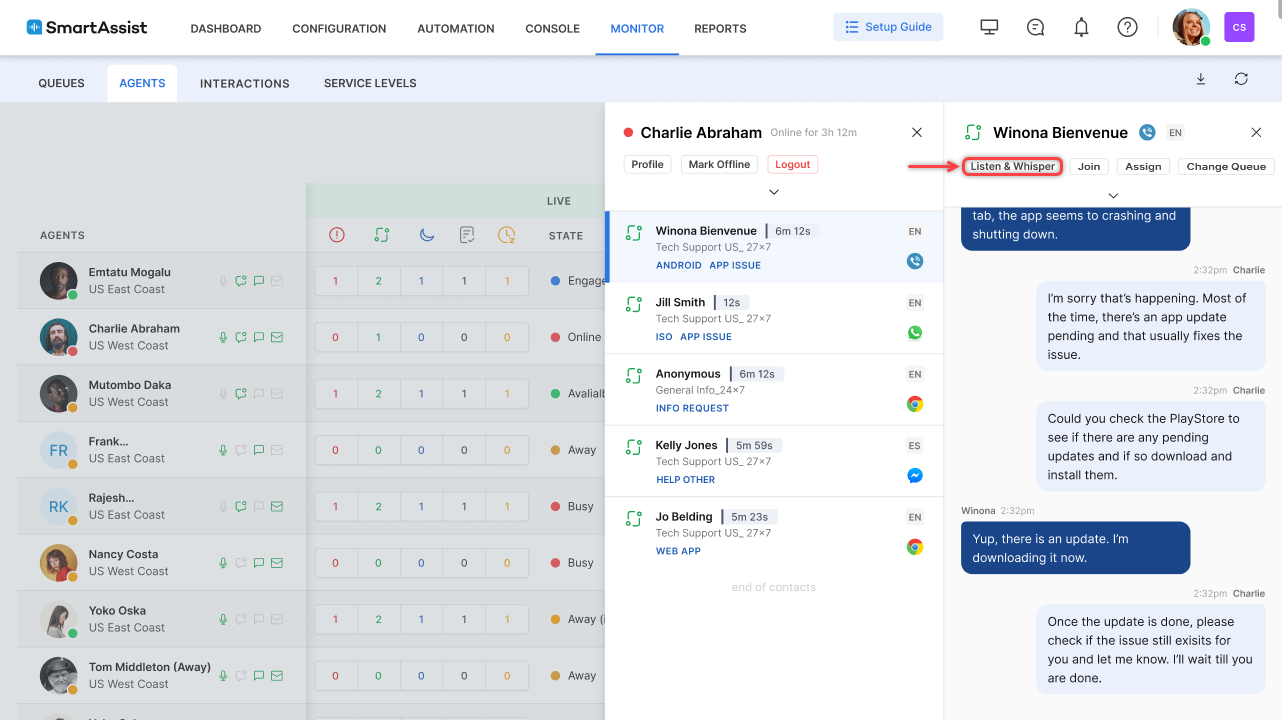 SmartAssist
DASHBOARD
CONFIGURATION
AUTOMATION
CONSOLE
MONITOR
REPORTS
Setup Guide
CS
QUEUES
AGENTS
INTERACTIONS
SERVICE LEVELS
LIVE
AGENTS
STATE
Emtatu Mogalu
US East Coast
1 2 1 1 1
Engage
Charlie Abraham
US West Coast
0 1 0 0 0
Online
Mutombo Daka
US East Coast
1 2 1 1 1
Avalialb
FR
Frank...
US East Coast
0 0 0 0 0
Away
RK
Rajesh...
US East Coast
1 2 1 1 1
Busy
Nancy Costa
US West Coast
0 0 0 0 0
Busy
Yoko Oska
US East Coast
1 2 1 1 1
Away (i
Tom Middleton (Away)
US West Coast
0 0 0 0 0
Away
Charlie Abraham Online for 3h 12m
Profile
Mark Offline
Logout
Winona Bienvenue 6m 12s EN
Tech Support US_ 27x7
ANDROID APP ISSUE
Jill Smith 12s EN
Tech Support US_ 27x7
ISO APP ISSUE
Anonymous 6m 12s EN
General Info_24x7
INFO REQUEST
Kelly Jones 5m 59s ES
Tech Support US_ 27x7
HELP OTHER
Jo Belding 5m 23s EN
Tech Support US_ 27x7
WEB APP
end of contacts
Winona Bienvenue EN
Listen & Whisper
Join
Assign
Change Queue
tab, the app seems to crashing and
shutting down.
2:32pm Charlie
I'm sorry that's happening. Most of
the time, there's an app update
pending and that usually fixes the
issue.
2:32pm Charlie
Could you check the PlayStore to
see if there are any pending
updates and if so download and
install them.
Winona 2:32pm
Yup, there is an update. I'm
downloading it now.
2:32pm Charlie
Once the update is done, please
check if the issue still exisits for
you and let me know. I'll wait till you
are done.